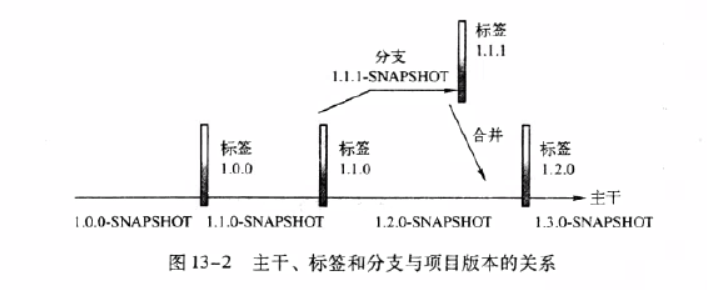 标签
1.1.1
分支
1.1.1-SNAPSHOT
合并
标签
1.0.0
标签
1.1.0
标签
1.2.0
主干
1.0.0-SNAPSHOT 1.1.0-SNAPSHOT 1.2.0-SNAPSHOT 1.3.0-SNAPSHOT
图 13-2 主干、标签和分支与项目版本的关系